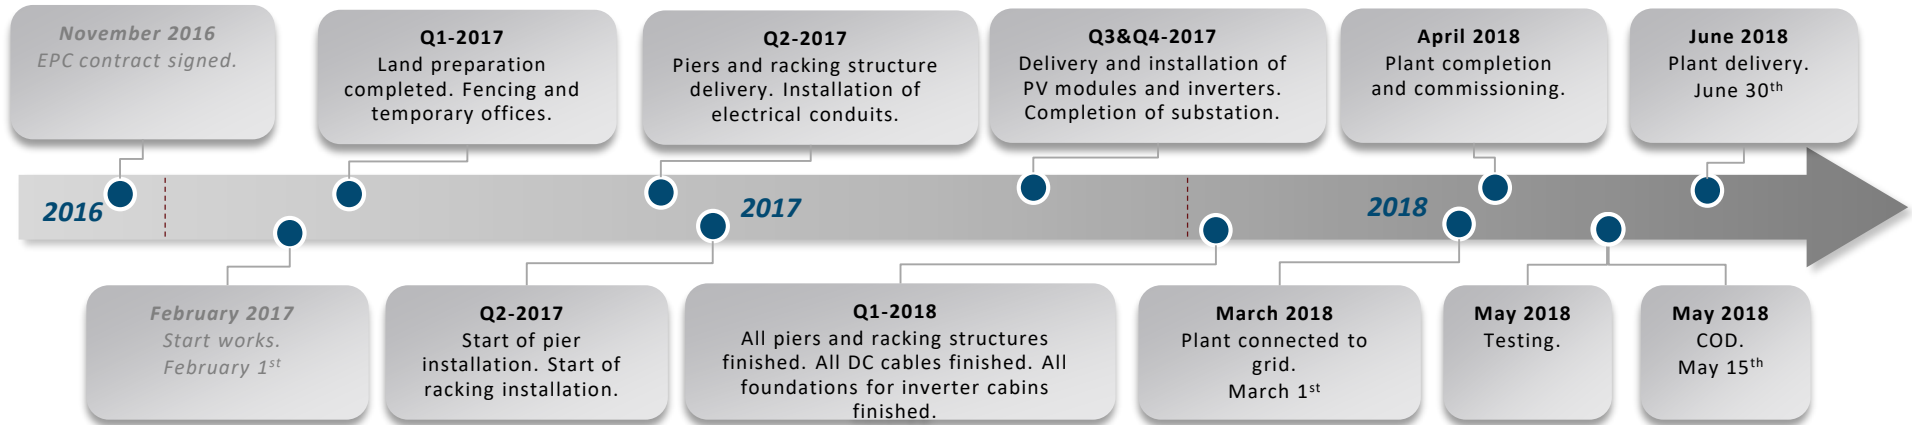 November 2016
EPC contract signed.
Q1-2017
Land preparation
completed. Fencing and
temporary offices.
Q2-2017
Piers and racking structure
delivery. Installation of
electrical conduits.
Q3&Q4-2017
Delivery and installation of
PV modules and inverters.
Completion of substation.
April 2018
Plant completion
and commissioning.
June 2018
Plant delivery.
June 30th
2016
2017
2018
February 2017
Start works.
February 1st
Q2-2017
Start of pier
installation. Start of
racking installation.
Q1-2018
All piers and racking structures
finished. All DC cables finished. All
foundations for inverter cabins
finished.
March 2018
Plant connected to
grid.
March 1st
May 2018
Testing.
May 2018
COD.
May 15th